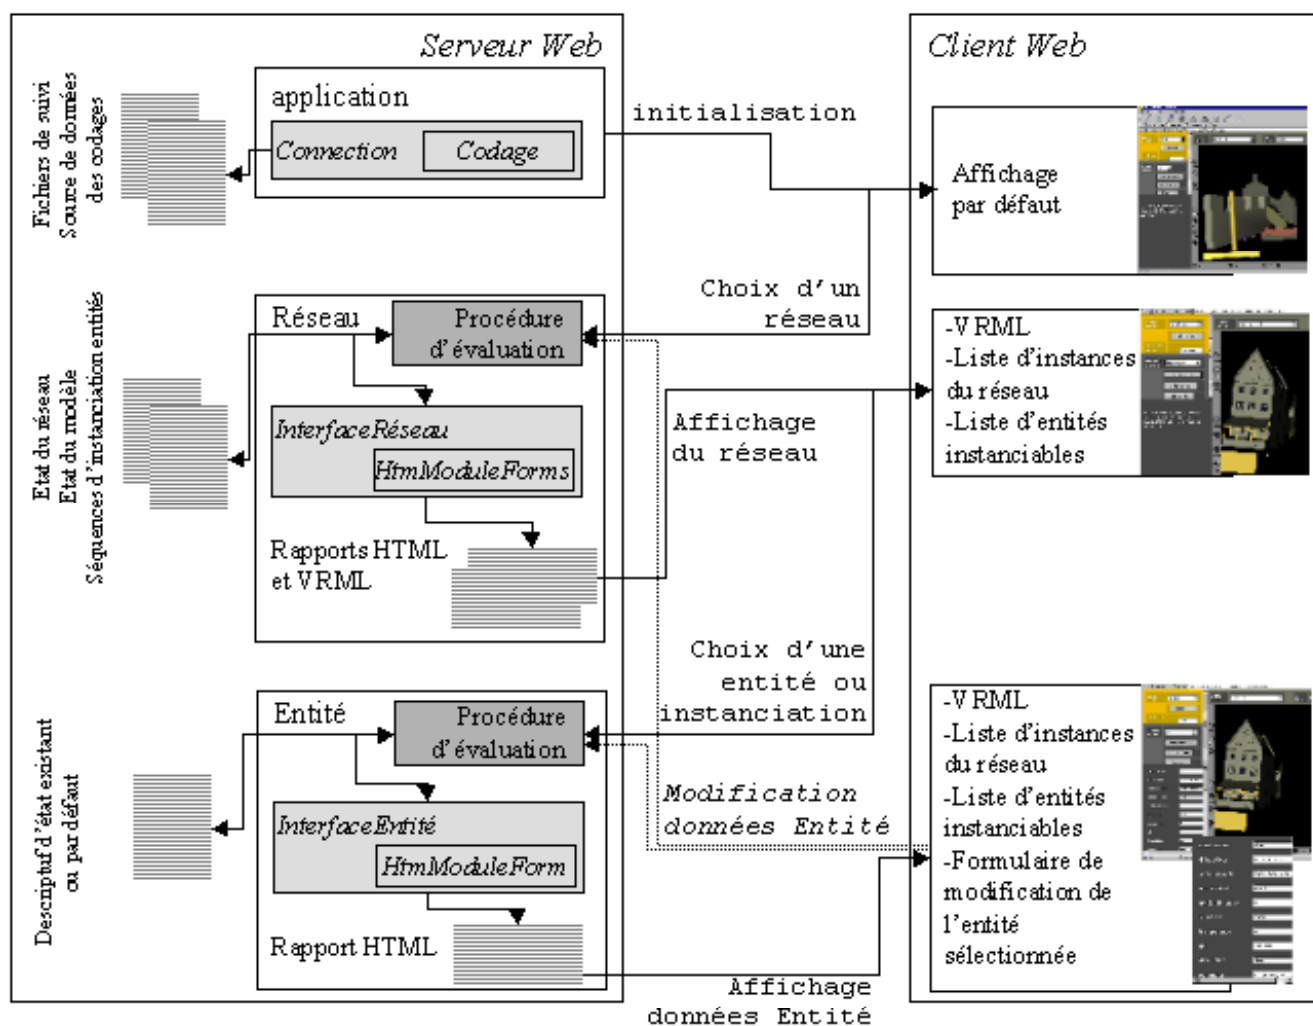 Serveur Web
application
Connection
Codage
Fichiers de suivi
Source de données
des codages
initialisation
Client Web
Affichage
par défaut
Choix d'un
réseau
Réseau
Procédure
d'évaluation
InterfaceRéseau
HtmModuleForms
Rapports HTML
et VRML
Etat du réseau
Etat du modèle
Séquences d'instanciation entités
Affichage
du réseau
-VRML
-Liste d'instances
du réseau
-Liste d'entités
instanciables
Choix d'une
entité ou
instanciation
Entité
Procédure
d'évaluation
InterfaceEntité
HtmModuleForm
Rapport HTML
Descriptif d'état existant
ou par défaut
Modification
données Entité
Affichage
données Entité
-VRML
-Liste d'instances
du réseau
-Liste d'entités
instanciables
-Formulaire de
modification de
l'entité
sélectionnée